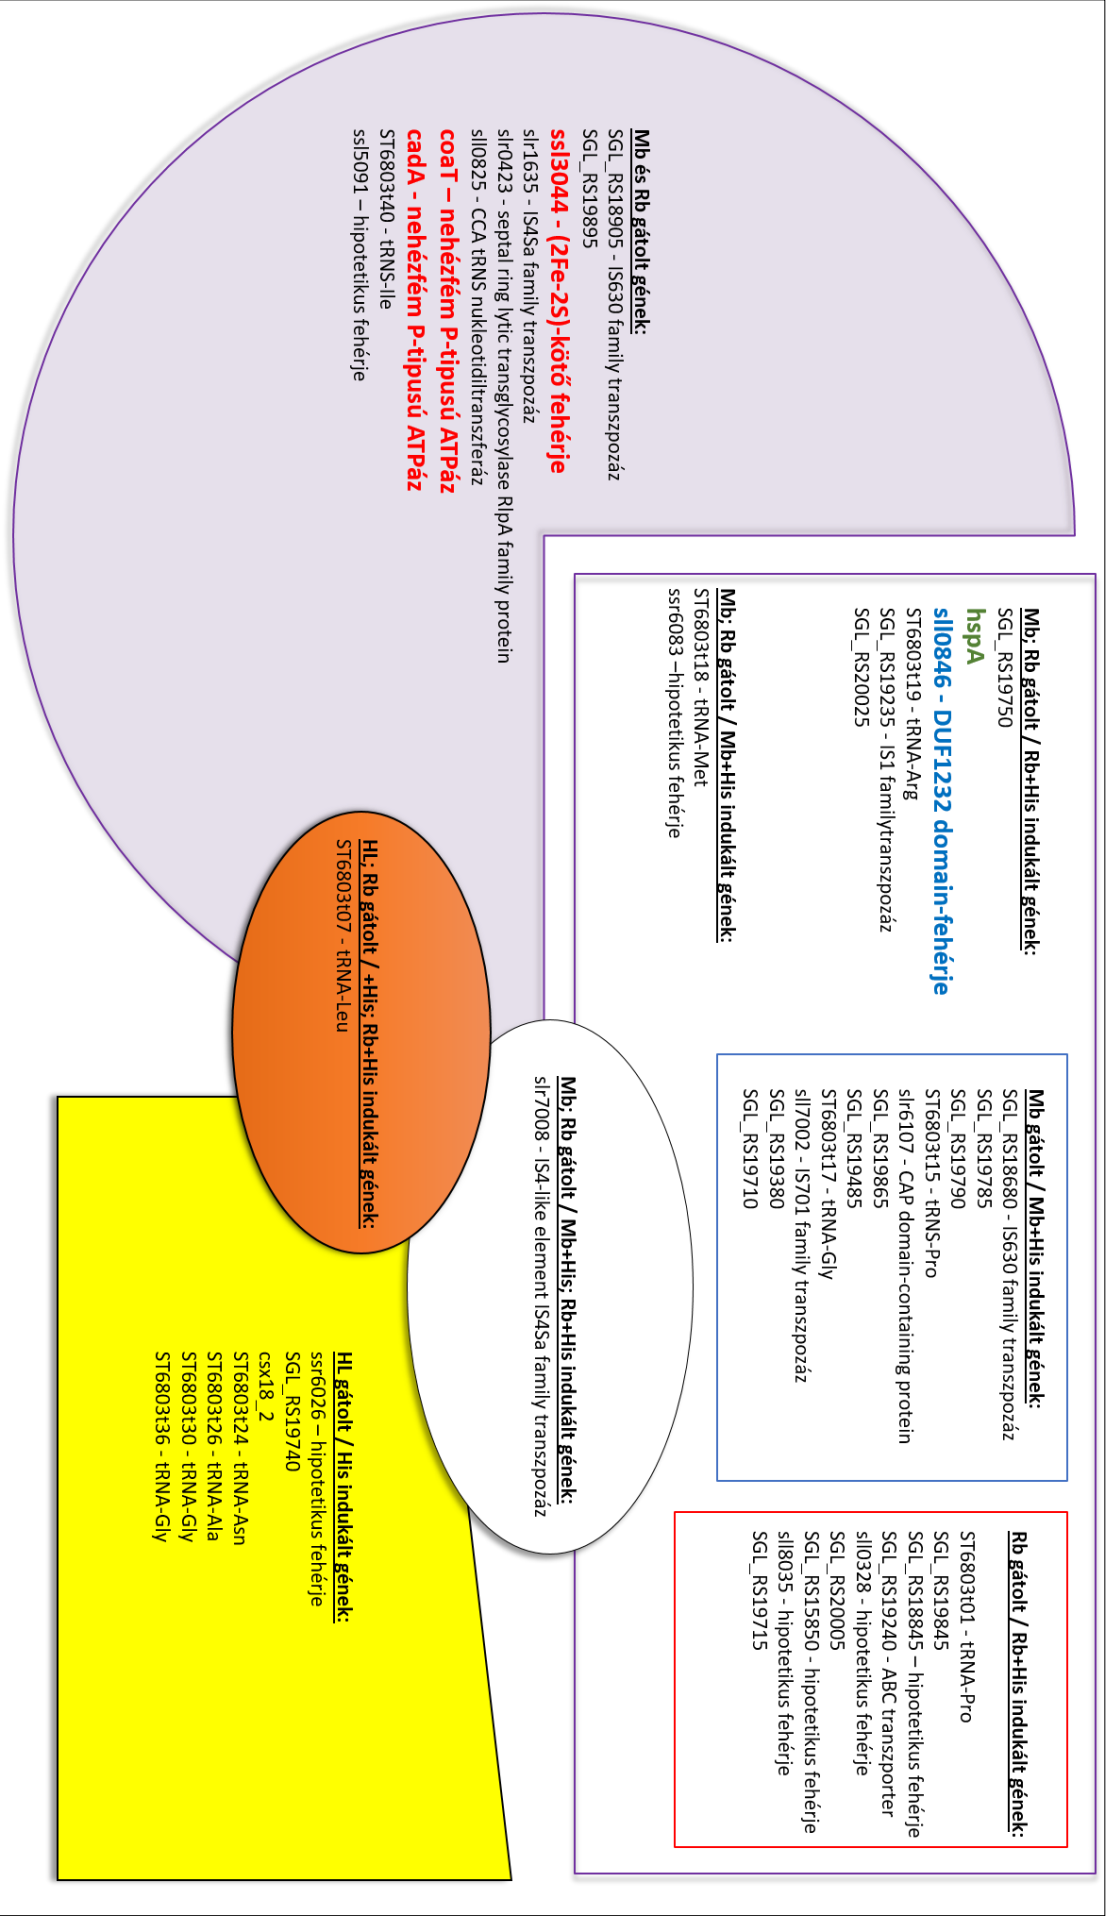 Mb; Rb gátolt / Rb+His indukált gének:
SGL_RS19750
hspA
sll0846 - DUF1232 domain-fehérje
ST6803t19 - tRNA-Arg
SGL_RS19235 - IS1 familytranszpozáz
SGL_RS20025
Mb; Rb gátolt / Mb+His indukált gének:
ST6803t18 - tRNA-Met
ssr6083 –hipotetikus fehérje
Mb gátolt / Mb+His indukált gének:
SGL_RS18680 - IS630 family transzpozáz
SGL_RS19785
SGL_RS19790
ST6803t15 - tRNS-Pro
slr6107 - CAP domain-containing protein
SGL_RS19865
SGL_RS19485
ST6803t17 - tRNA-Gly
sll7002 - IS701 family transzpozáz
SGL_RS19380
SGL_RS19710
Rb gátolt / Rb+His indukált gének:
ST6803t01 - tRNA-Pro
SGL_RS19845
SGL_RS18845 – hipotetikus fehérje
SGL_RS19240 - ABC transzporter
sll0328 - hipotetikus fehérje
SGL_RS20005
SGL_RS15850 - hipotetikus fehérje
sll8035 - hipotetikus fehérje
SGL_RS19715
Mb és Rb gátolt gének:
SGL_RS18905 - IS630 family transzpozáz
SGL_RS19895
ssl3044 - (2Fe-2S)-kötő fehérje
slr1635 - IS4Sa family transzpozáz
slr0423 - septal ring lytic transglycosylase RlpA family protein
sll0825 - CCA tRNS nukleotidiltranszferáz
coaT – nehézfém P-tipusú ATPáz
cadA - nehézfém P-tipusú ATPáz
ST6803t40 - tRNS-Ile
ssl5091 – hipotetikus fehérje
Mb; Rb gátolt / Mb+His; Rb+His indukált gének:
slr7008 - IS4-like element IS4Sa family transzpozáz
HL; Rb gátolt / +His; Rb+His indukált gének:
ST6803t07 - tRNA-Leu
HL gátolt / His indukált gének:
ssr6026 – hipotetikus fehérje
SGL_RS19740
csx18_2
ST6803t24 - tRNA-Asn
ST6803t26 - tRNA-Ala
ST6803t30 - tRNA-Gly
ST6803t36 - tRNA-Gly